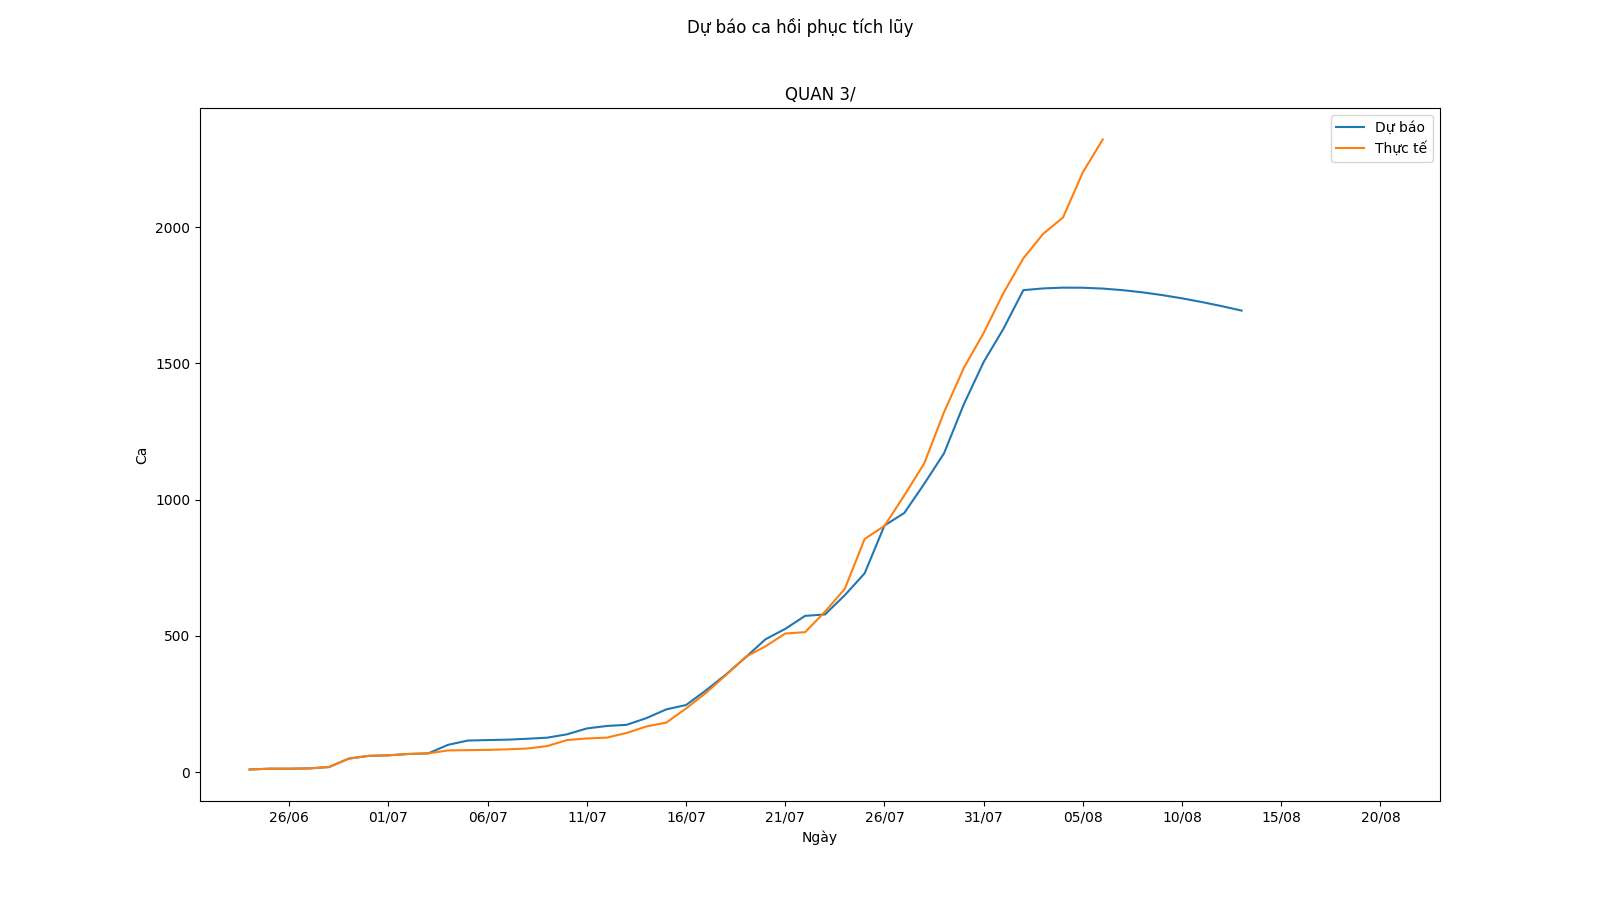 Dự báo ca hồi phục tích lũy
QUAN 3/
Dự báo
Thực tế
2000
1500
1000
500
0
Ca
26/06 01/07 06/07 11/07 16/07 21/07 26/07 31/07 05/08 10/08 15/08 20/08
Ngày